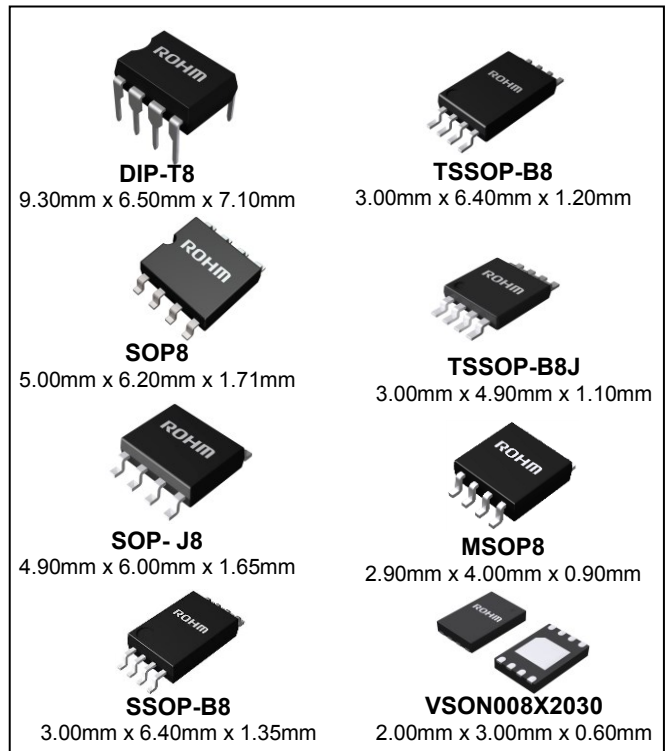 ROHM
DIP-T8
9.30mm x 6.50mm x 7.10mm
ROHM
TSSOP-B8
3.00mm x 6.40mm x 1.20mm
ROHM
SOP8
5.00mm x 6.20mm x 1.71mm
ROHM
TSSOP-B8J
3.00mm x 4.90mm x 1.10mm
ROHM
SOP- J8
4.90mm x 6.00mm x 1.65mm
ROHM
MSOP8
2.90mm x 4.00mm x 0.90mm
ROHM
SSOP-B8
3.00mm x 6.40mm x 1.35mm
ROHM
VSON008X2030
2.00mm x 3.00mm x 0.60mm